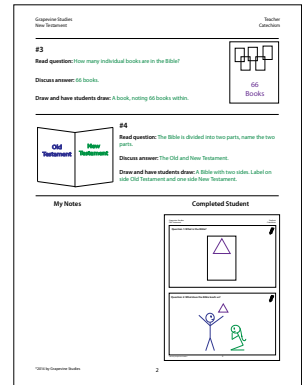 Grapevine Studies
New Testament
Teacher
Catechism
#3
Read question: How many individual books are in the Bible?
Discuss answer: 66 books.
Draw and have students draw: A book, noting 66 books within.
66
Books
#4
Read question: The Bible is divided into two parts, name the two
parts.
Discuss answer: The Old and New Testament.
Draw and have students draw: A Bible with two sides. Label on
side Old Testament and one side New Testament.
Old
Testament
New
Testament
My Notes
Completed Student
©2016 by Grapevine Studies
2